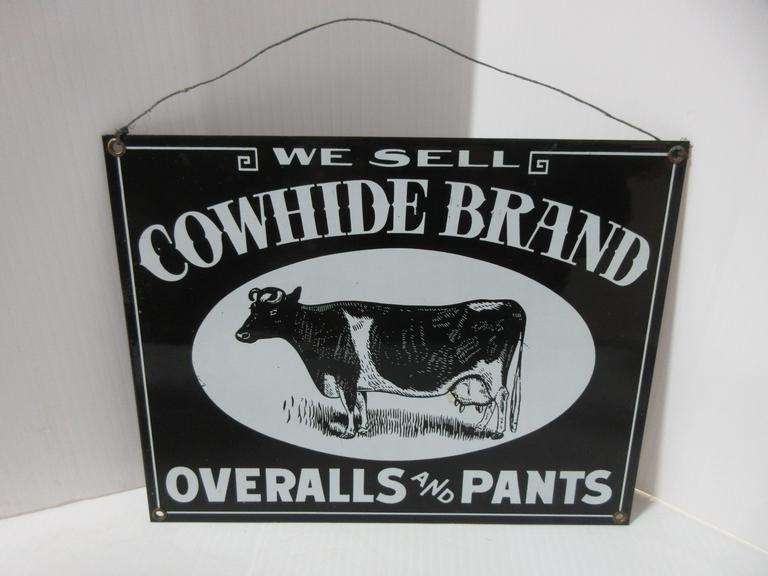 WE SELL
COWHIDE BRAND
OVERALLS AND PANTS